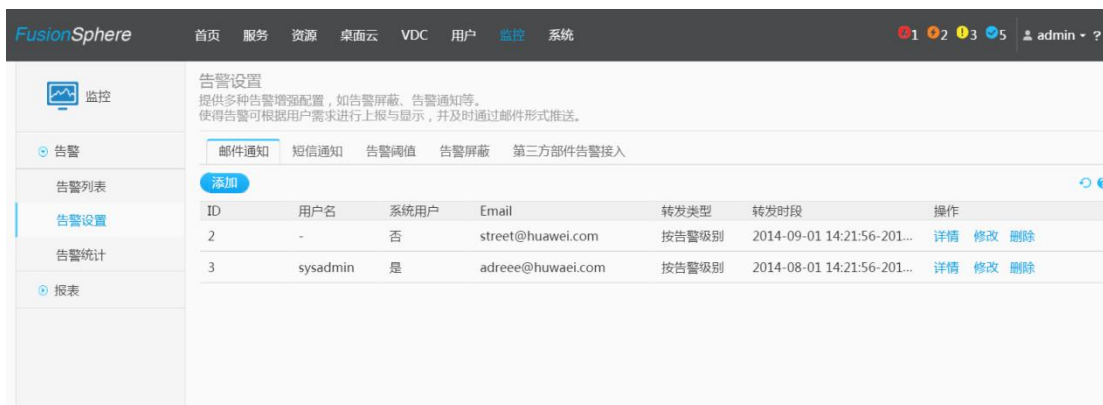 FusionSphere 首页 服务 资源 桌面云 VDC 用户 监控 系统 1 2 3 5 admin ?
监控
告警
告警列表
告警设置
告警统计
报表
告警设置
提供多种告警增强配置，如告警屏蔽、告警通知等。
使得告警可根据用户需求进行上报与显示，并及时通过邮件形式推送。
邮件通知 短信通知 告警阈值 告警屏蔽 第三方部件告警接入
添加
ID 用户名 系统用户 Email 转发类型 转发时段 操作
2 - 否 street@huawei.com 按告警级别 2014-09-01 14:21:56-201... 详情 修改 删除
3 sysadmin 是 adreee@huwaei.com 按告警级别 2014-08-01 14:21:56-201... 详情 修改 删除